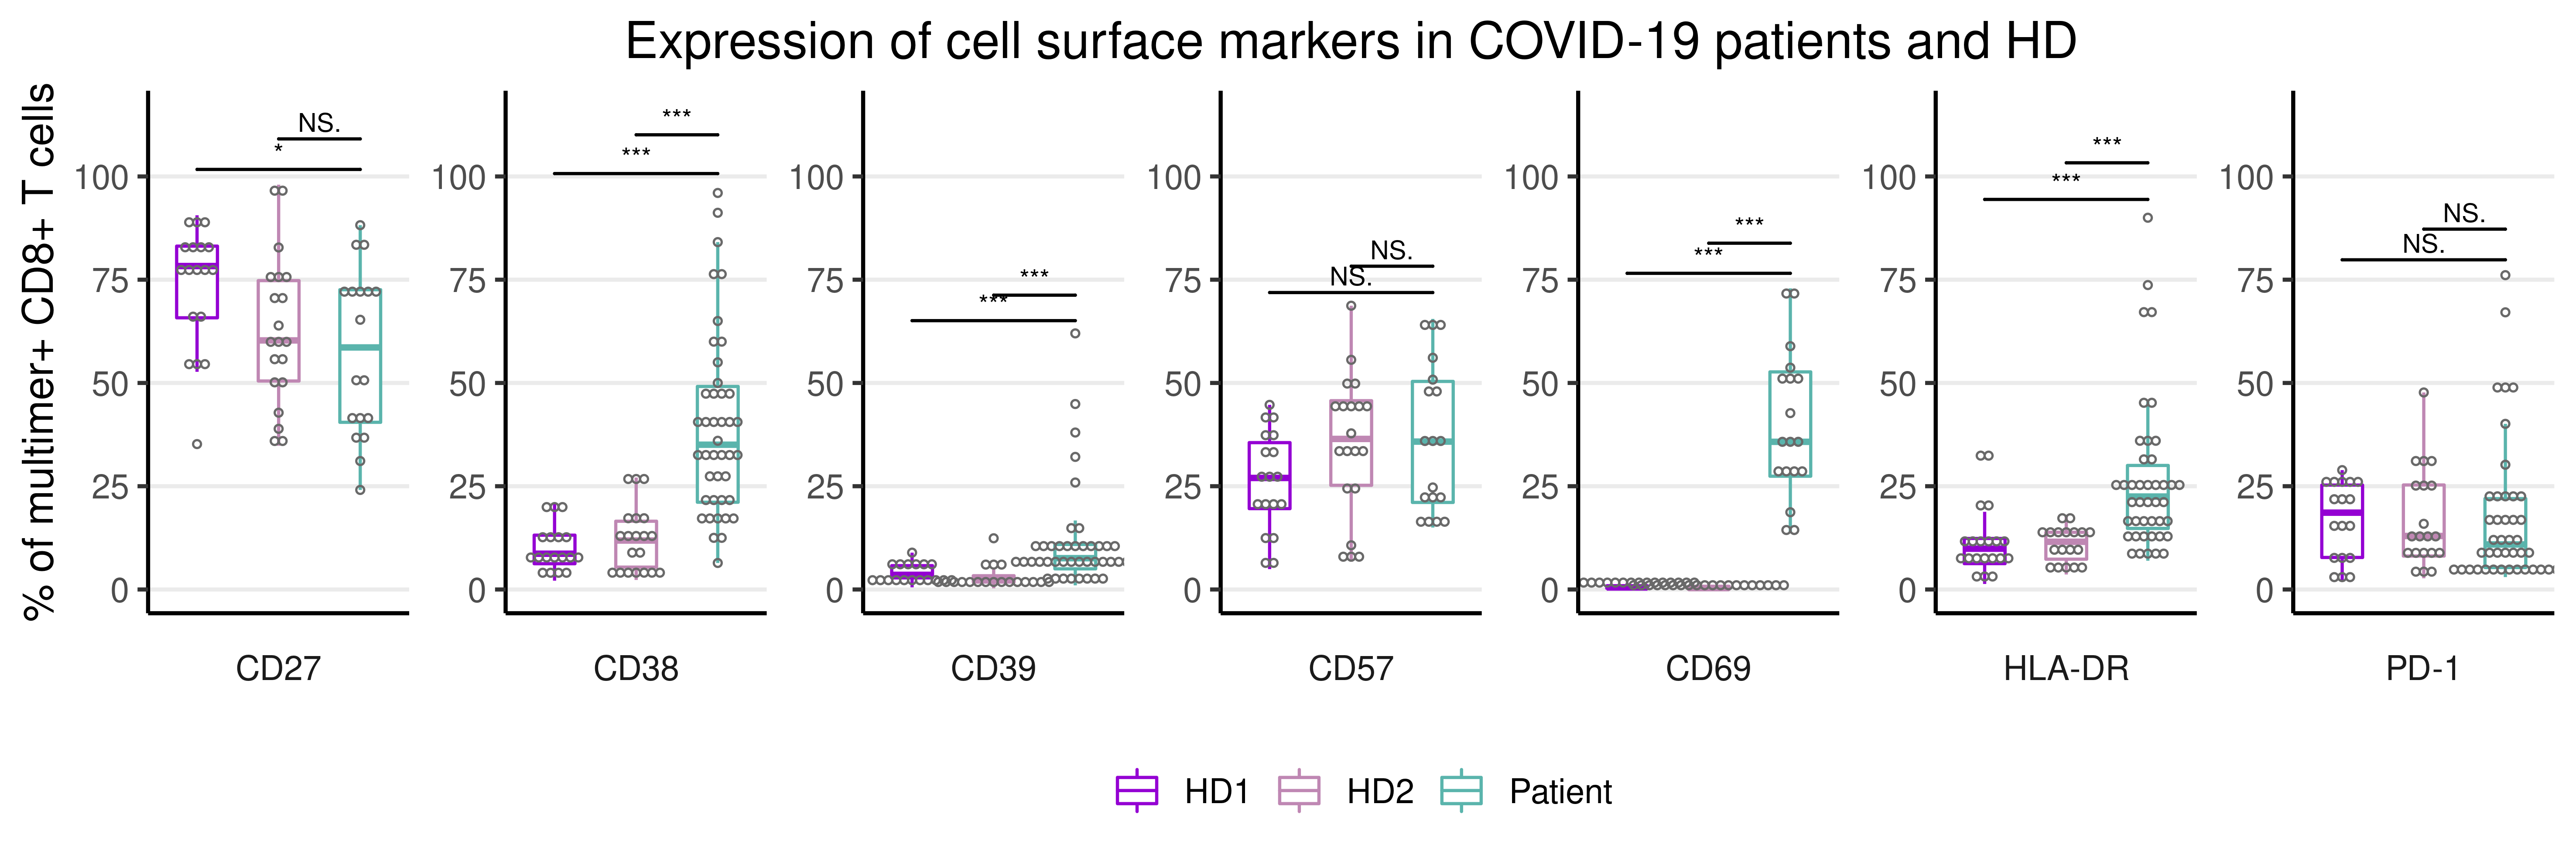 Expression of cell surface markers in COVID-19 patients and HD
% of multimer+ CD8+ T cells
100
75
50
25
0
NS.
*
CD27
100
75
50
25
0
***
***
CD38
100
75
50
25
0
***
***
CD39
100
75
50
25
0
NS.
NS.
CD57
100
75
50
25
0
***
***
CD69
100
75
50
25
0
***
***
HLA-DR
100
75
50
25
0
NS.
NS.
PD-1
HD1 HD2 Patient